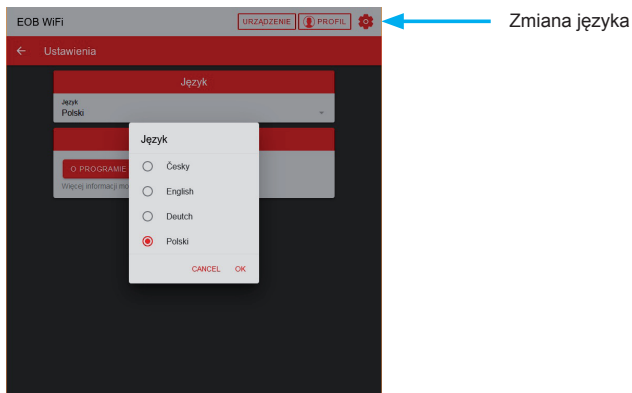 EOB WiFi
URZĄDZENIE
PROFIL
Zmiana języka
Ustawienia
Język
Język
Polski
Język
O PROGRAMIE
Więcej informacji mo
Česky
English
Deutch
Polski
CANCEL OK